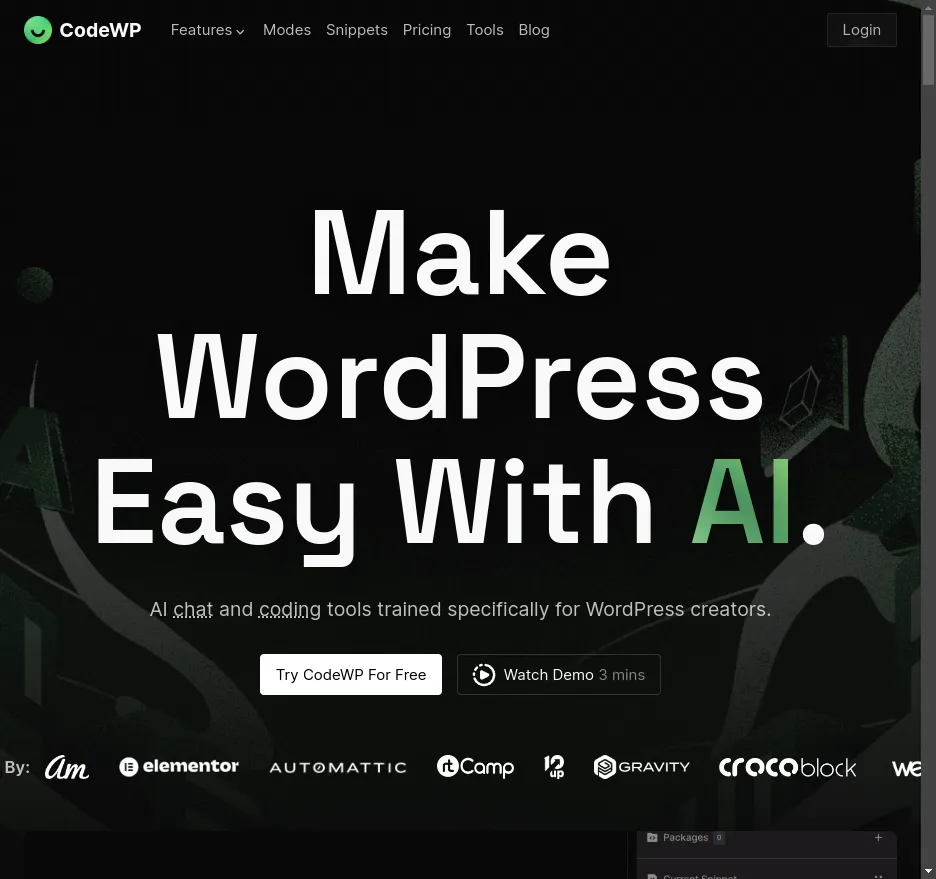 CodeWP
Features
Modes
Snippets
Pricing
Tools
Blog
Login
Make
WordPress
Easy With AI.
AI chat and coding tools trained specifically for WordPress creators.
Try CodeWP For Free
Watch Demo 3 mins
By:
Am
elementor
AUTOMATTIC
rtCamp
10up
GRAVITY
crocoblock
we
Packages 0
Current Snippet